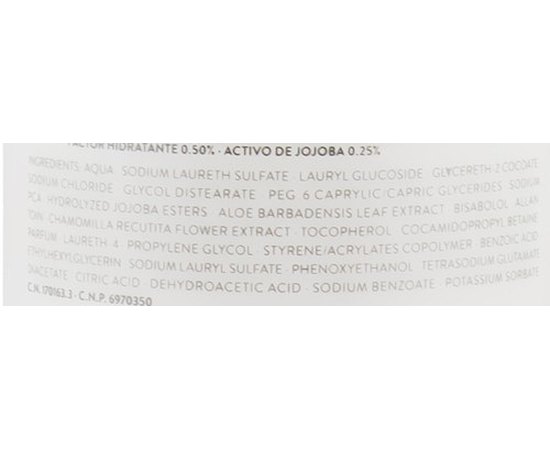 FACTOR HIDRATANTE 0.50% · ACTIVO DE JOJOBA 0.25%
INGREDIENTS: AQUA · SODIUM LAURETH SULFATE · LAURYL GLUCOSIDE · GLYCERETH-2 COCOATE
SODIUM CHLORIDE · GLYCOL DISTEARATE · PEG 6 CAPRYLIC/CAPRIC GLYCERIDES · SODIUM
PCA · HYDROLYZED JOJOBA ESTERS · ALOE BARBADENSIS LEAF EXTRACT · BISABOLOL · ALLAN
TOIN · CHAMOMILLA RECUTITA FLOWER EXTRACT · TOCOPHEROL · COCAMIDOPROPYL BETAINE
PARFUM · LAURETH 4 · PROPYLENE GLYCOL · STYRENE/ACRYLATES COPOLYMER · BENZOIC ACID
ETHYLHEXYLGLYCERIN · SODIUM LAURYL SULFATE · PHENOXYETHANOL · TETRASODIUM GLUTAMATE
DIACETATE · CITRIC ACID · DEHYDROACETIC ACID · SODIUM BENZOATE · POTASSIUM SORBATE
C.N. 170163.3 · C.N.P. 6970350